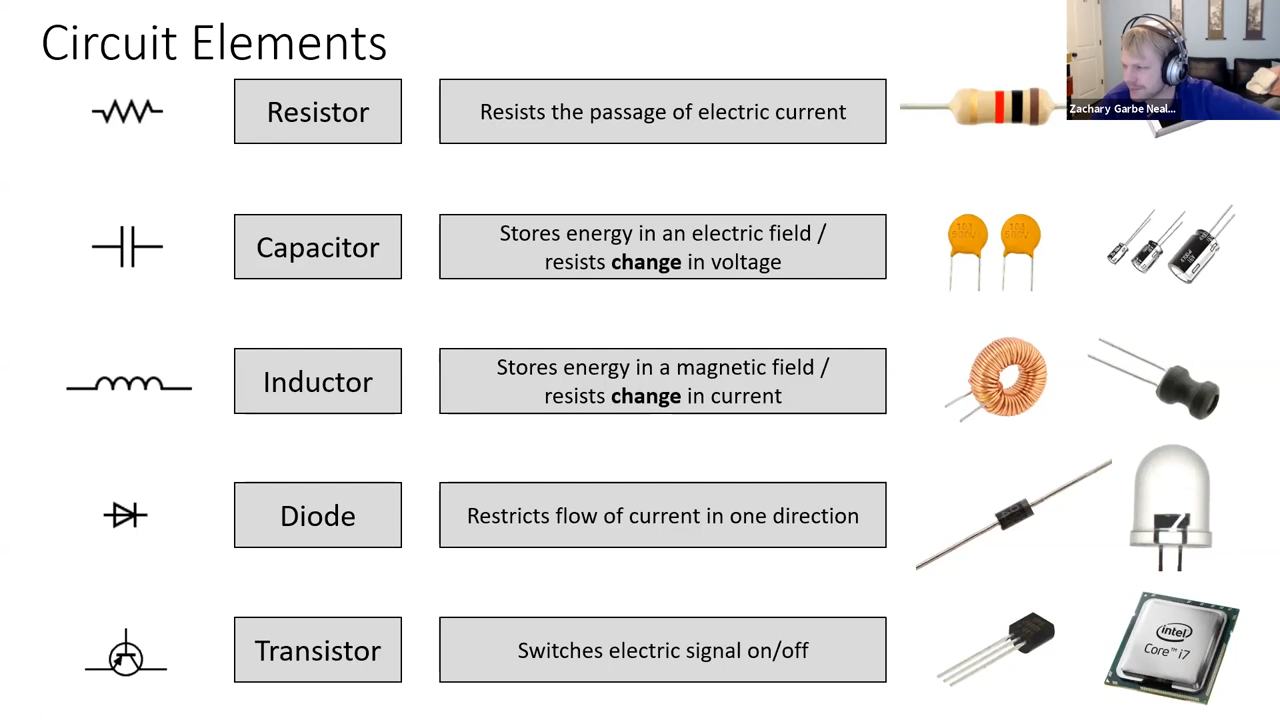 Circuit Elements
Resistor
Resists the passage of electric current
Zachary Garbe Neal...
Capacitor
Stores energy in an electric field /
resists change in voltage
Inductor
Stores energy in a magnetic field /
resists change in current
Diode
Restricts flow of current in one direction
Transistor
Switches electric signal on/off
intel
Core™ i7